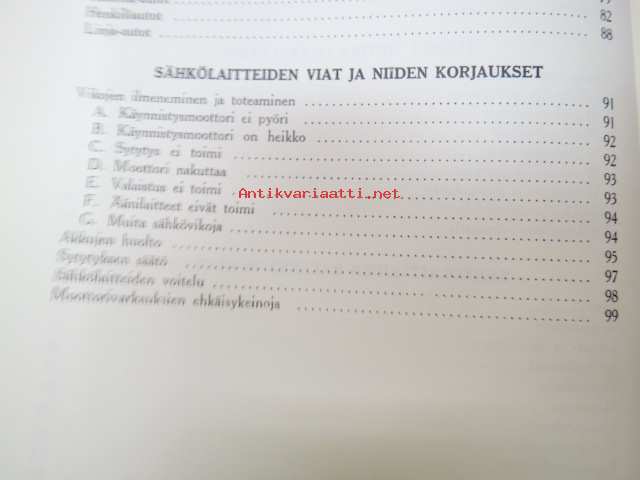 77
Henkilöautot 82
Linja-autot 88
SÄHKÖLAITTEIDEN VIAT JA NIIDEN KORJAUKSET
Vikojen ilmeneminen ja toteaminen 91
A. Käynnistysmoottori ei pyöri 91
B. Käynnistysmoottori on heikko 92
C. Sytytys ei toimi 92
D. Moottori nakuttaa 93
E. Valaistus ei toimi 93
Antikvariaatti.net
F. Äänilaitteet eivät toimi 94
G. Muita sähkövikoja 94
Akkujen huolto 95
Sytytyksen säätö 97
Sähkölaitteiden voitelu 98
Moottorivarkauksien ehkäisykeinoja 99